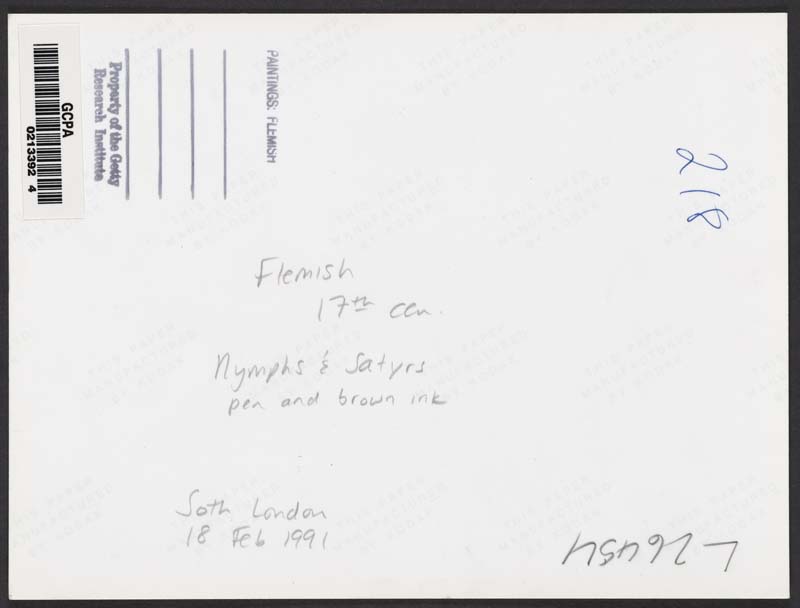 GCPA
0213392 4
Property of the Getty
Research Institute
PAINTINGS: FLEMISH
218
Flemish
17th cen.
Nymphs & Satyrs
pen and brown ink
Soth London
18 Feb 1991
L-26454
THIS PAPER
MANUFACTURED
BY KODAK